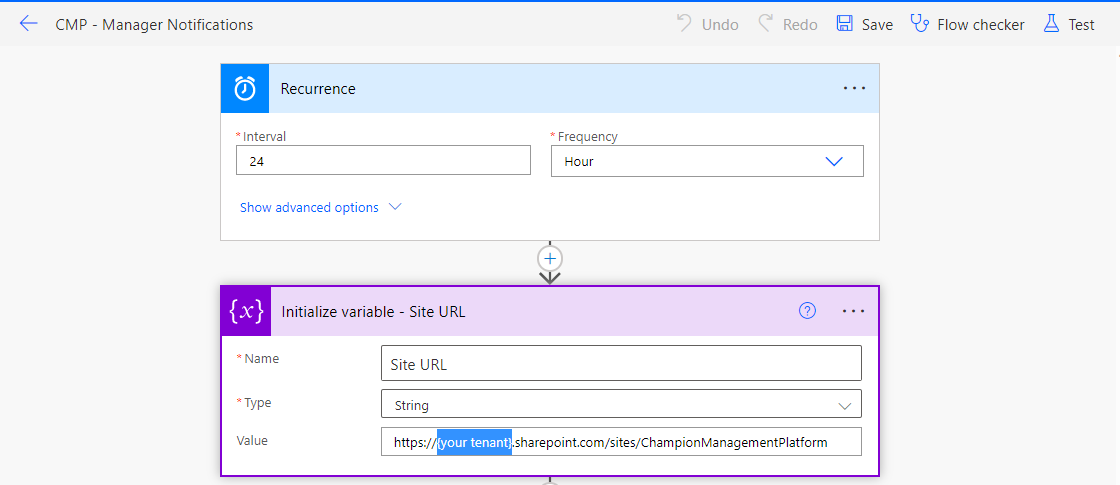 CMP - Manager Notifications
Undo
Redo
Save
Flow checker
Test
Recurrence
...
* Interval
* Frequency
24
Hour
Show advanced options
+
{x}
Initialize variable - Site URL
?
...
* Name
Site URL
* Type
String
Value
https://{your tenant}.sharepoint.com/sites/ChampionManagementPlatform